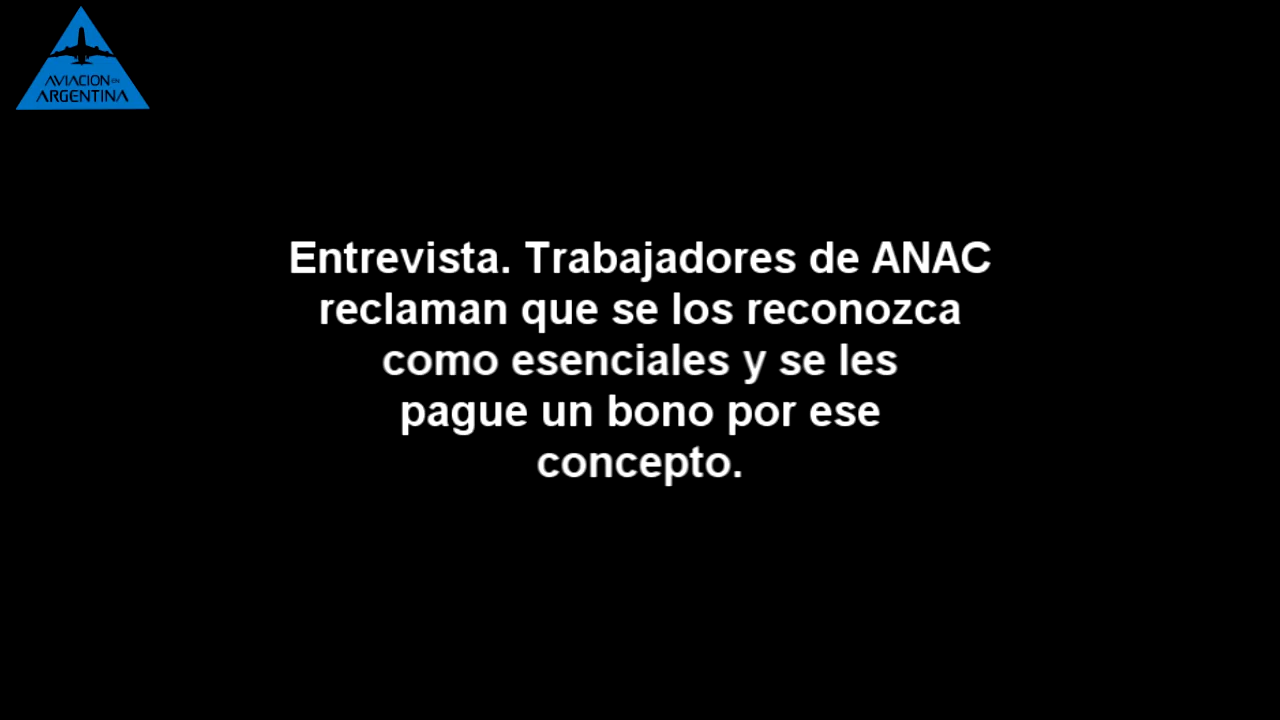 AVIACION EN
ARGENTINA
Entrevista. Trabajadores de ANAC
reclaman que se los reconozca
como esenciales y se les
pague un bono por ese
concepto.